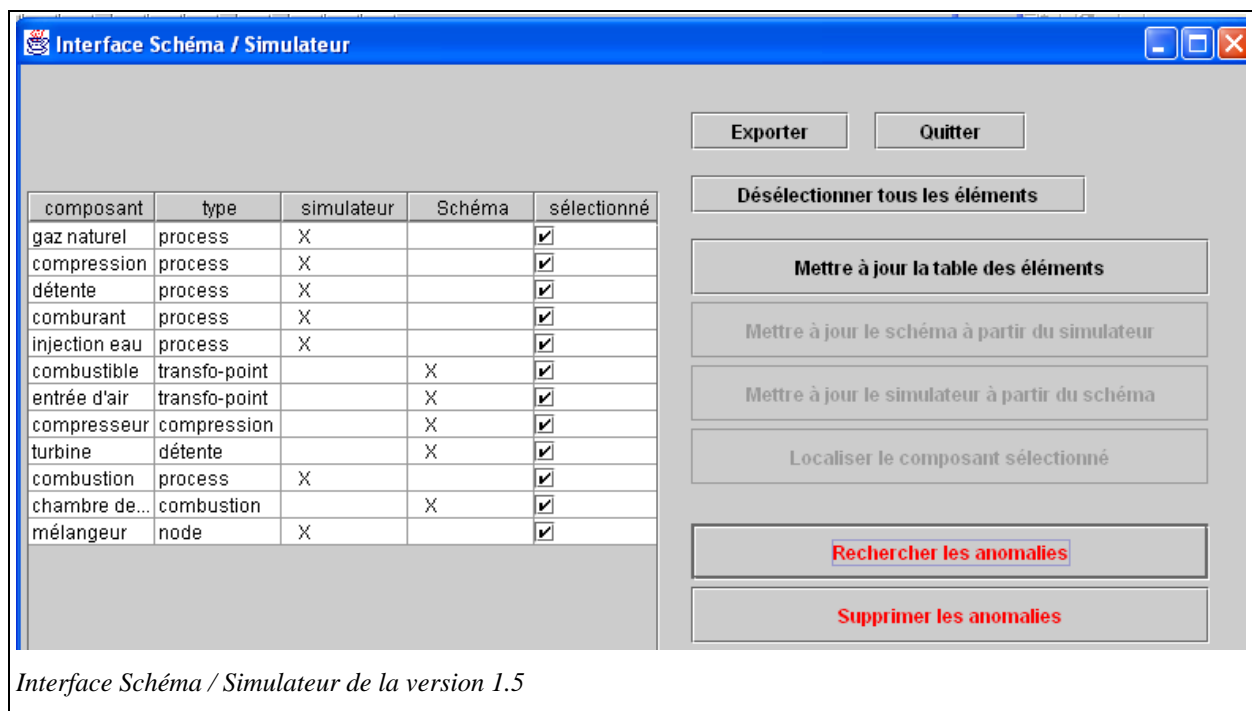 Interface Schéma / Simulateur
Exporter Quitter
Désélectionner tous les éléments
composant type simulateur Schéma sélectionné
gaz naturel process X
compression process X
détente process X
comburant process X
injection eau process X
combustible transfo-point X
entrée d'air transfo-point X
compresseur compression X
turbine détente X
combustion process X
chambre de... combustion X
mélangeur node X
Mettre à jour la table des éléments
Mettre à jour le schéma à partir du simulateur
Mettre à jour le simulateur à partir du schéma
Localiser le composant sélectionné
Rechercher les anomalies
Supprimer les anomalies
Interface Schéma / Simulateur de la version 1.5